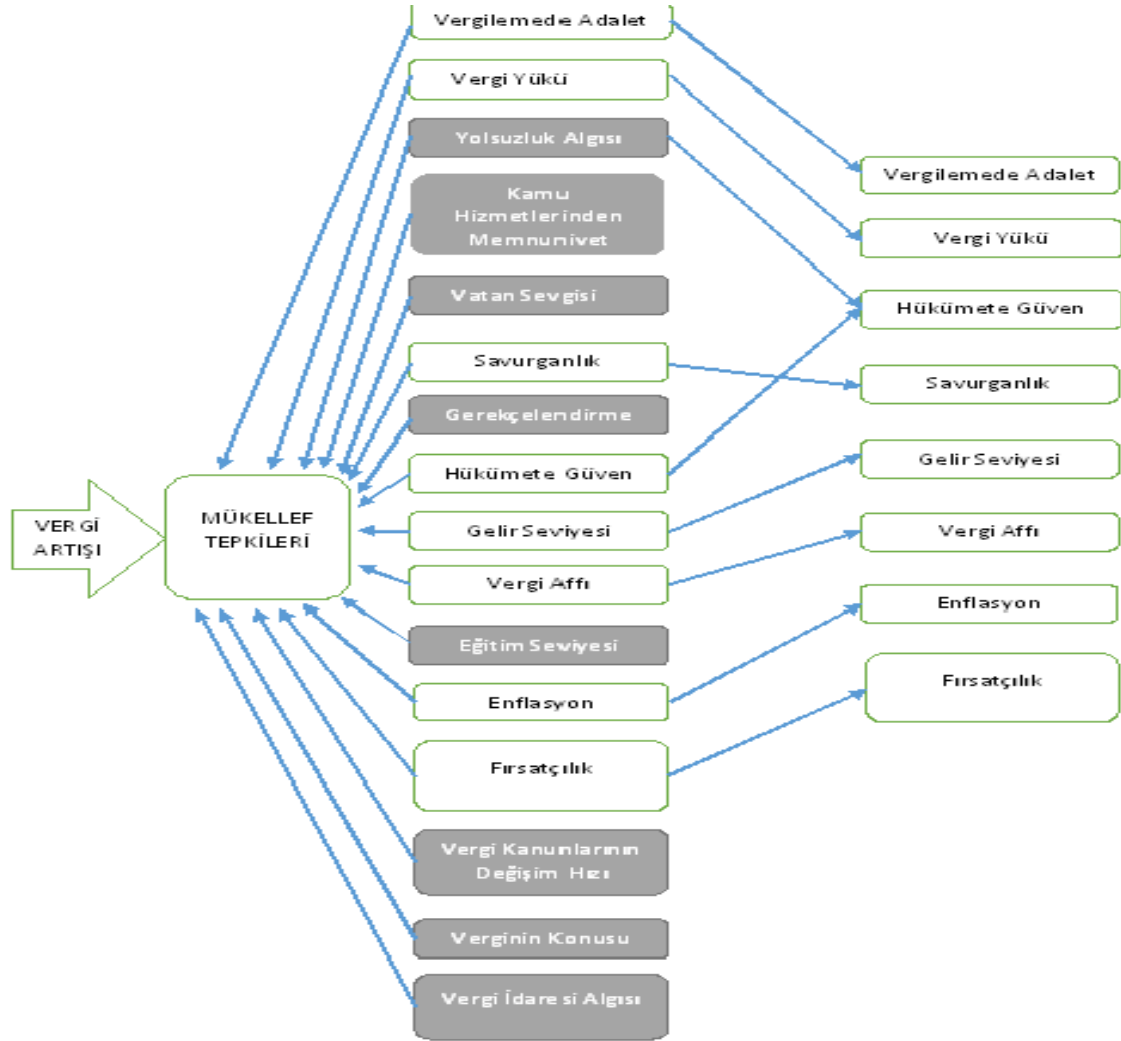 VERGİ
ARTIŞI
MÜKELLEF
TEPKİLERİ
Vergilemede Adalet
Vergi Yükü
Yolsuzluk Algısı
Kamu
Hizmetlerinden
Memnuniyet
Vatan Sevgisi
Savurganlık
Gerekçelendirme
Hükümete Güven
Gelir Seviyesi
Vergi Affı
Eğitim Seviyesi
Enflasyon
Fırsatçılık
Vergi Kanunlarının
Değişim Hızı
Verginin Konusu
Vergi İdaresi Algısı
Vergilemede Adalet
Vergi Yükü
Hükümete Güven
Savurganlık
Gelir Seviyesi
Vergi Affı
Enflasyon
Fırsatçılık